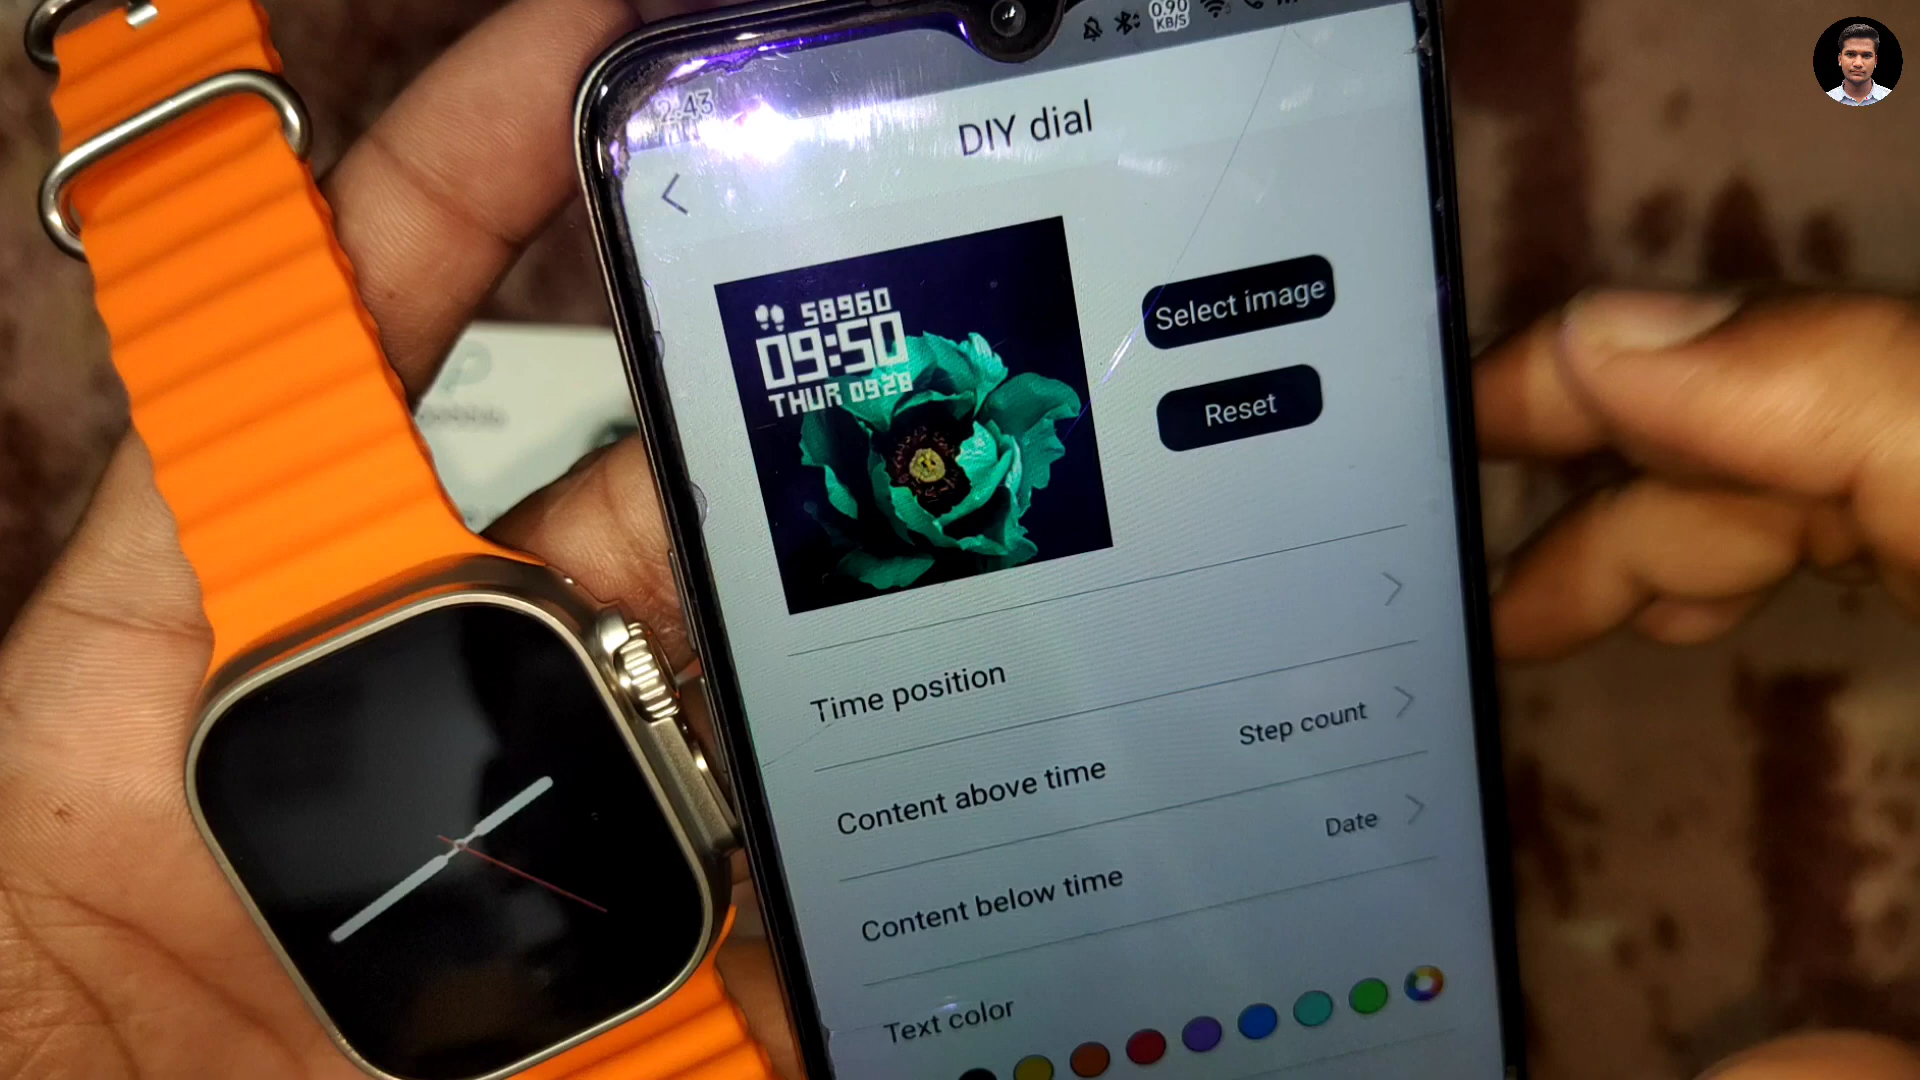 0.90
KB/S
2:43
DIY dial
58960
09:50
THUR 0928
Select image
Reset
Time position
Content above time
Step count
Content below time
Date
Text color